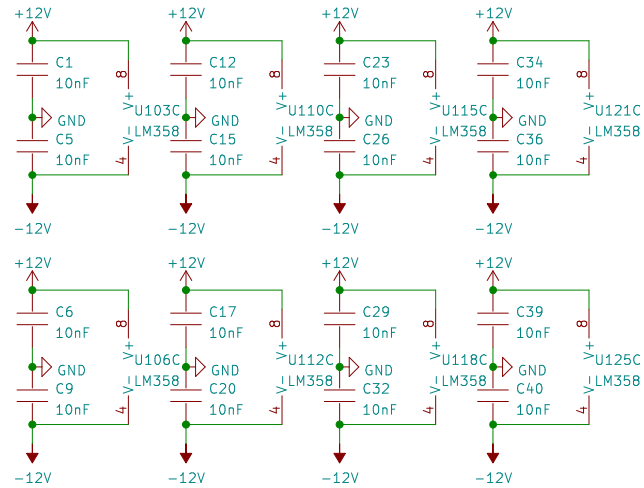 +12V +12V +12V +12V
C1 C12 C23 C34
10nF 8 10nF 8 10nF 8 10nF 8
V+ V+ V+ V+
GND U103C GND U110C GND U115C GND U121C
V- LM358 V- LM358 V- LM358 V- LM358
C5 C15 C26 C36
10nF 4 10nF 4 10nF 4 10nF 4
-12V -12V -12V -12V
+12V +12V +12V +12V
C6 C17 C29 C39
10nF 8 10nF 8 10nF 8 10nF 8
V+ V+ V+ V+
GND U106C GND U112C GND U118C GND U125C
V- LM358 V- LM358 V- LM358 V- LM358
C9 C20 C32 C40
10nF 4 10nF 4 10nF 4 10nF 4
-12V -12V -12V -12V